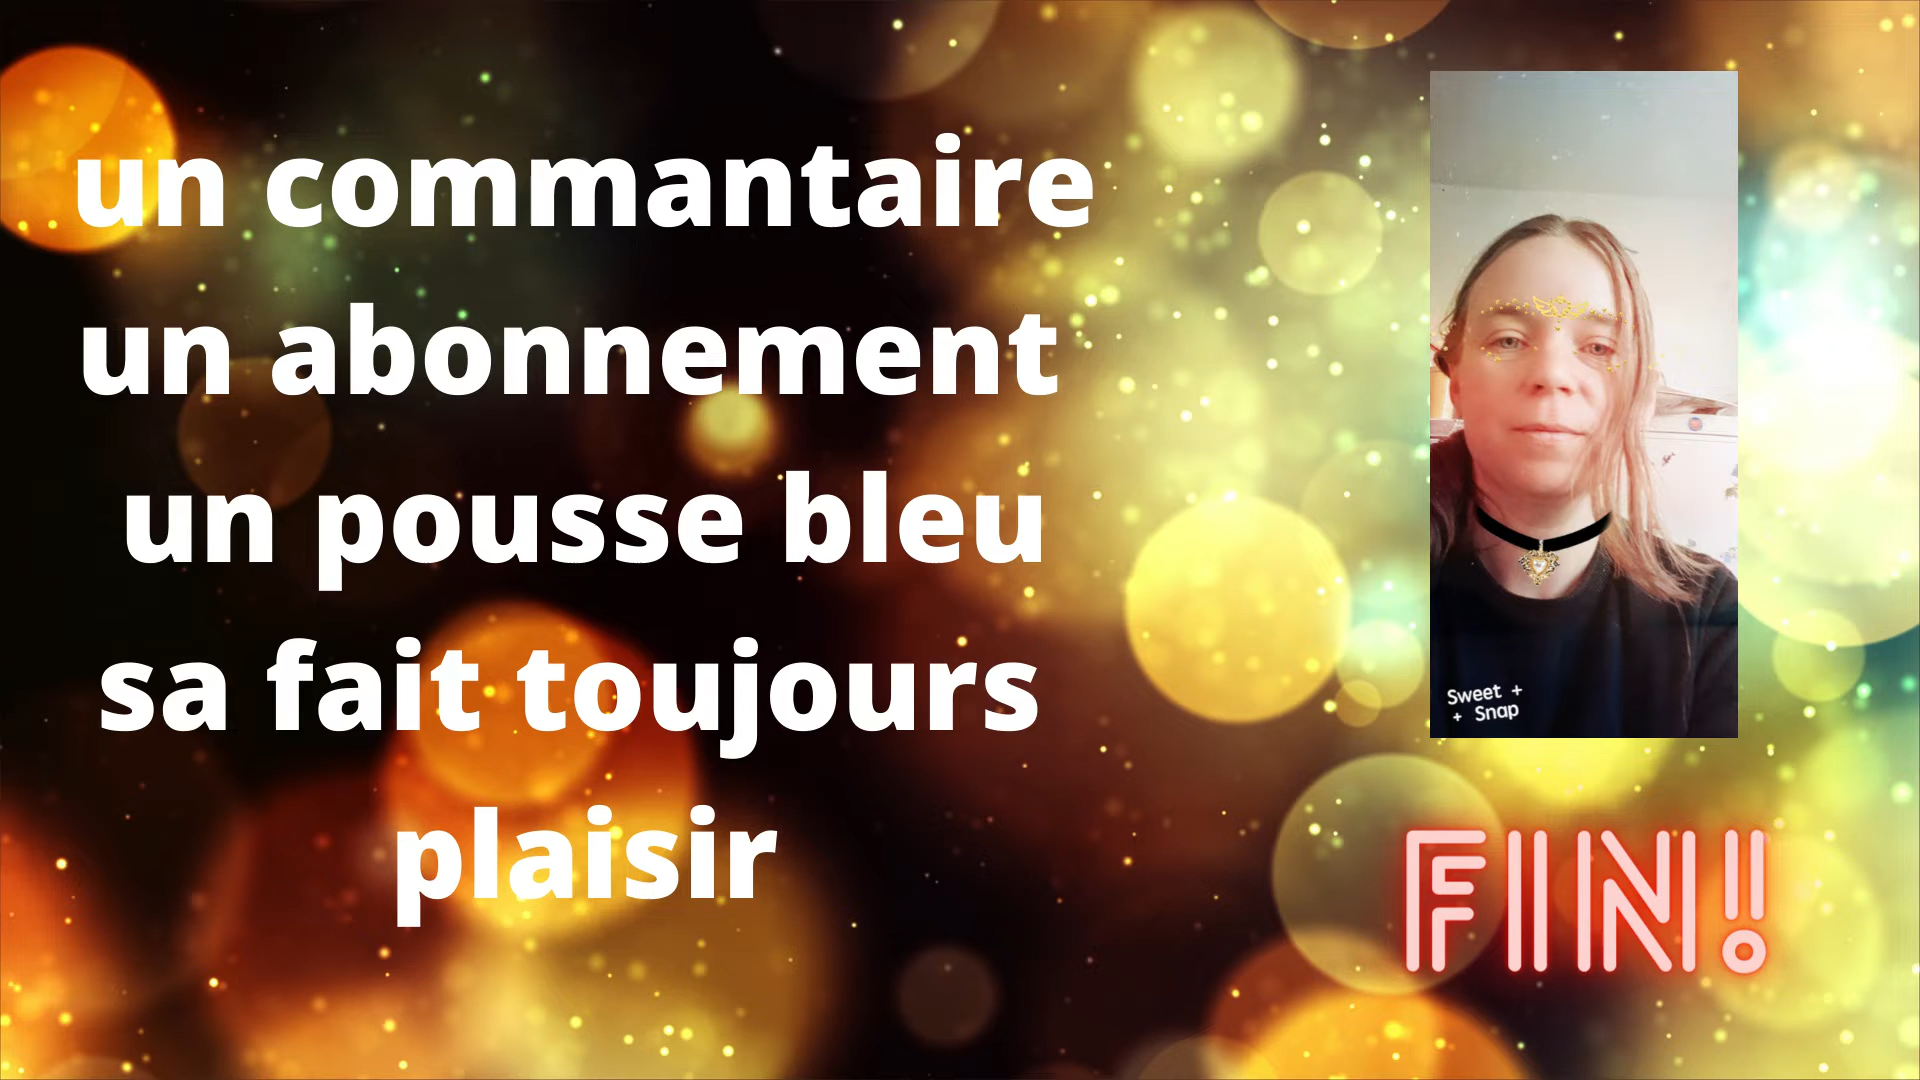 un commantaire
un abonnement
un pousse bleu
sa fait toujours
plaisir
Sweet +
+ Snap
FIN!